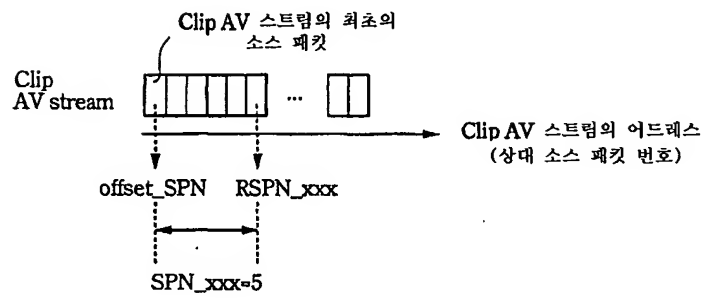 Clip AV 스트림의 최초의
소스 패킷
Clip
AV stream
...
Clip AV 스트림의 어드레스
(상대 소스 패킷 번호)
offset_SPN RSPN_xxx
SPN_xxx=5